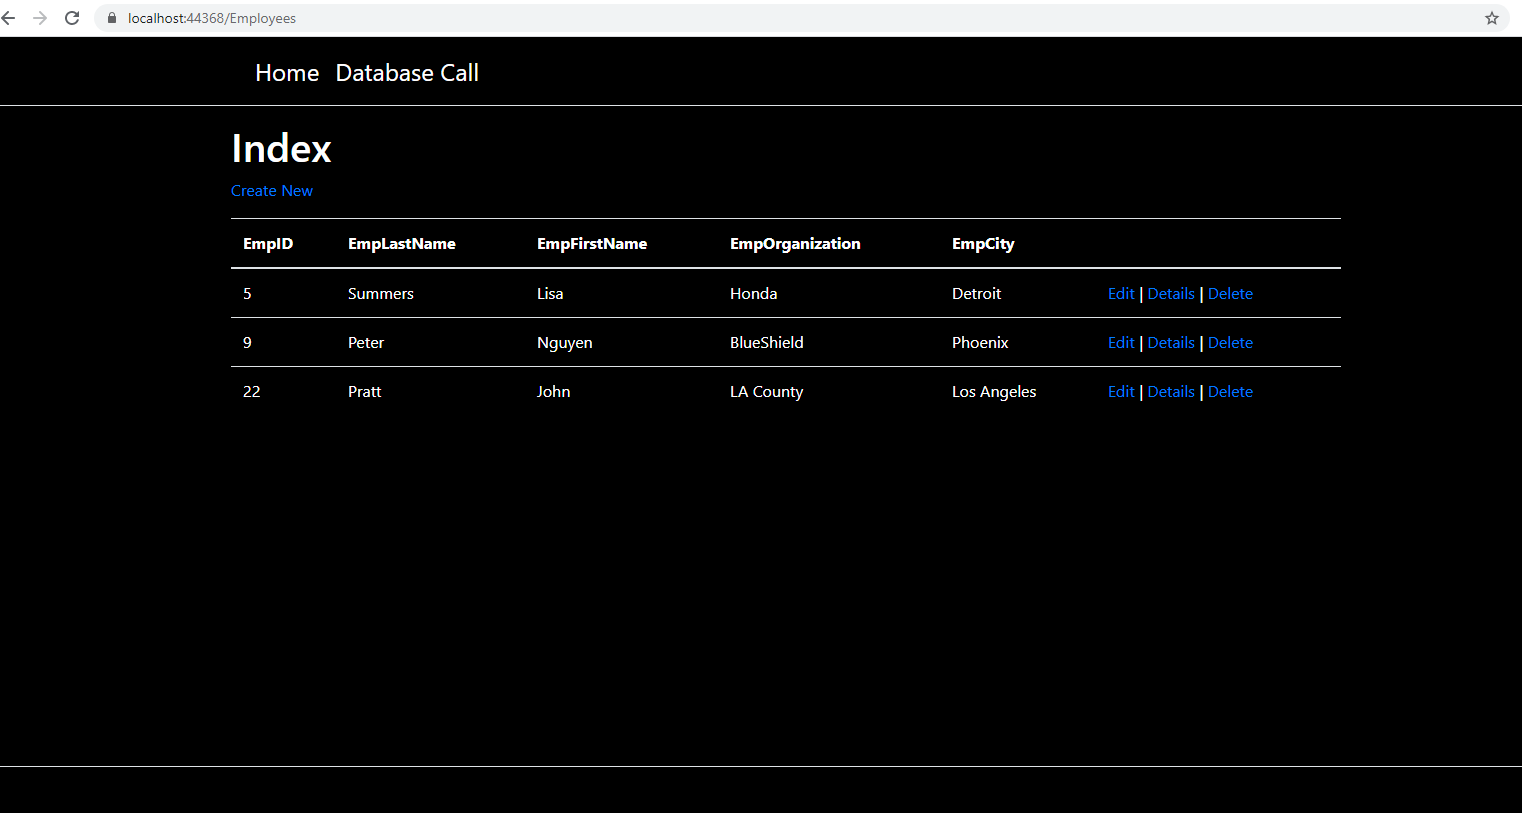 localhost:44368/Employees
Home Database Call
Index
Create New
EmpID EmpLastName EmpFirstName EmpOrganization EmpCity
5 Summers Lisa Honda Detroit Edit | Details | Delete
9 Peter Nguyen BlueShield Phoenix Edit | Details | Delete
22 Pratt John LA County Los Angeles Edit | Details | Delete